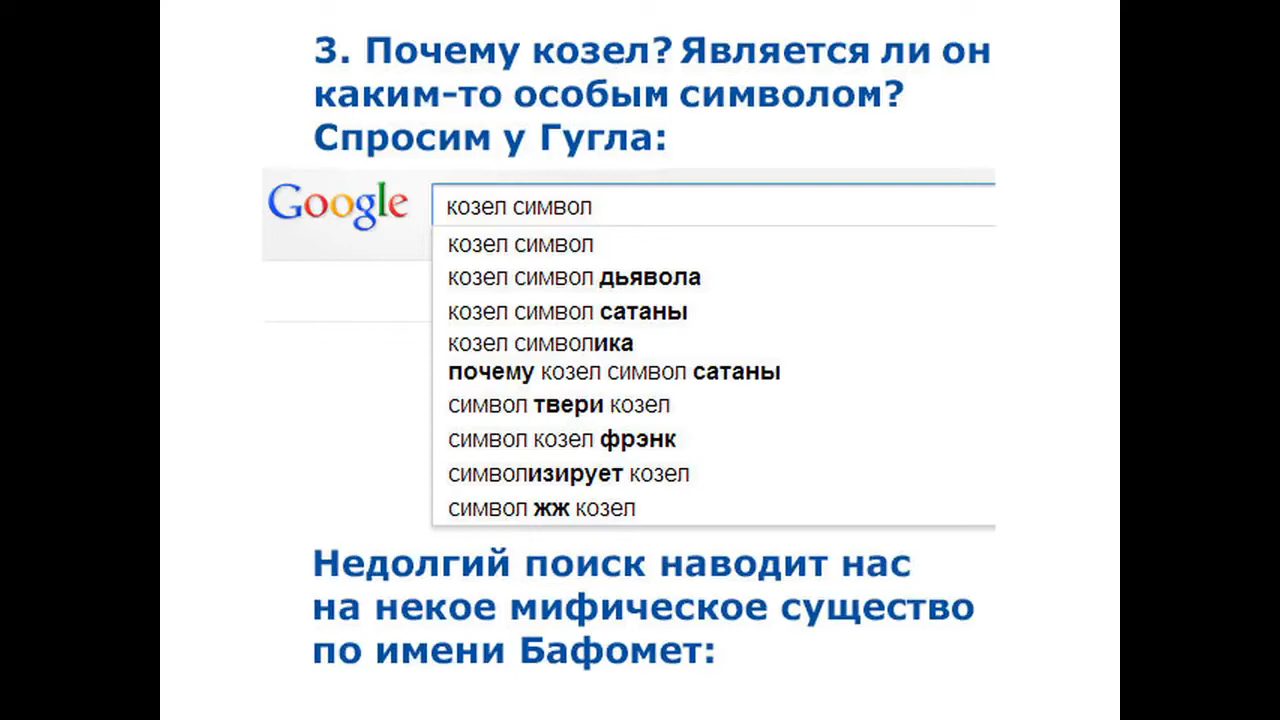 3. Почему козел? Является ли он
каким-то особым символом?
Спросим у Гугла:
Google
козел символ
козел символ
козел символ дьявола
козел символ сатаны
козел символика
почему козел символ сатаны
символ твери козел
символ козел фрэнк
символизирует козел
символ жж козел
Недолгий поиск наводит нас
на некое мифическое существо
по имени Бафомет: